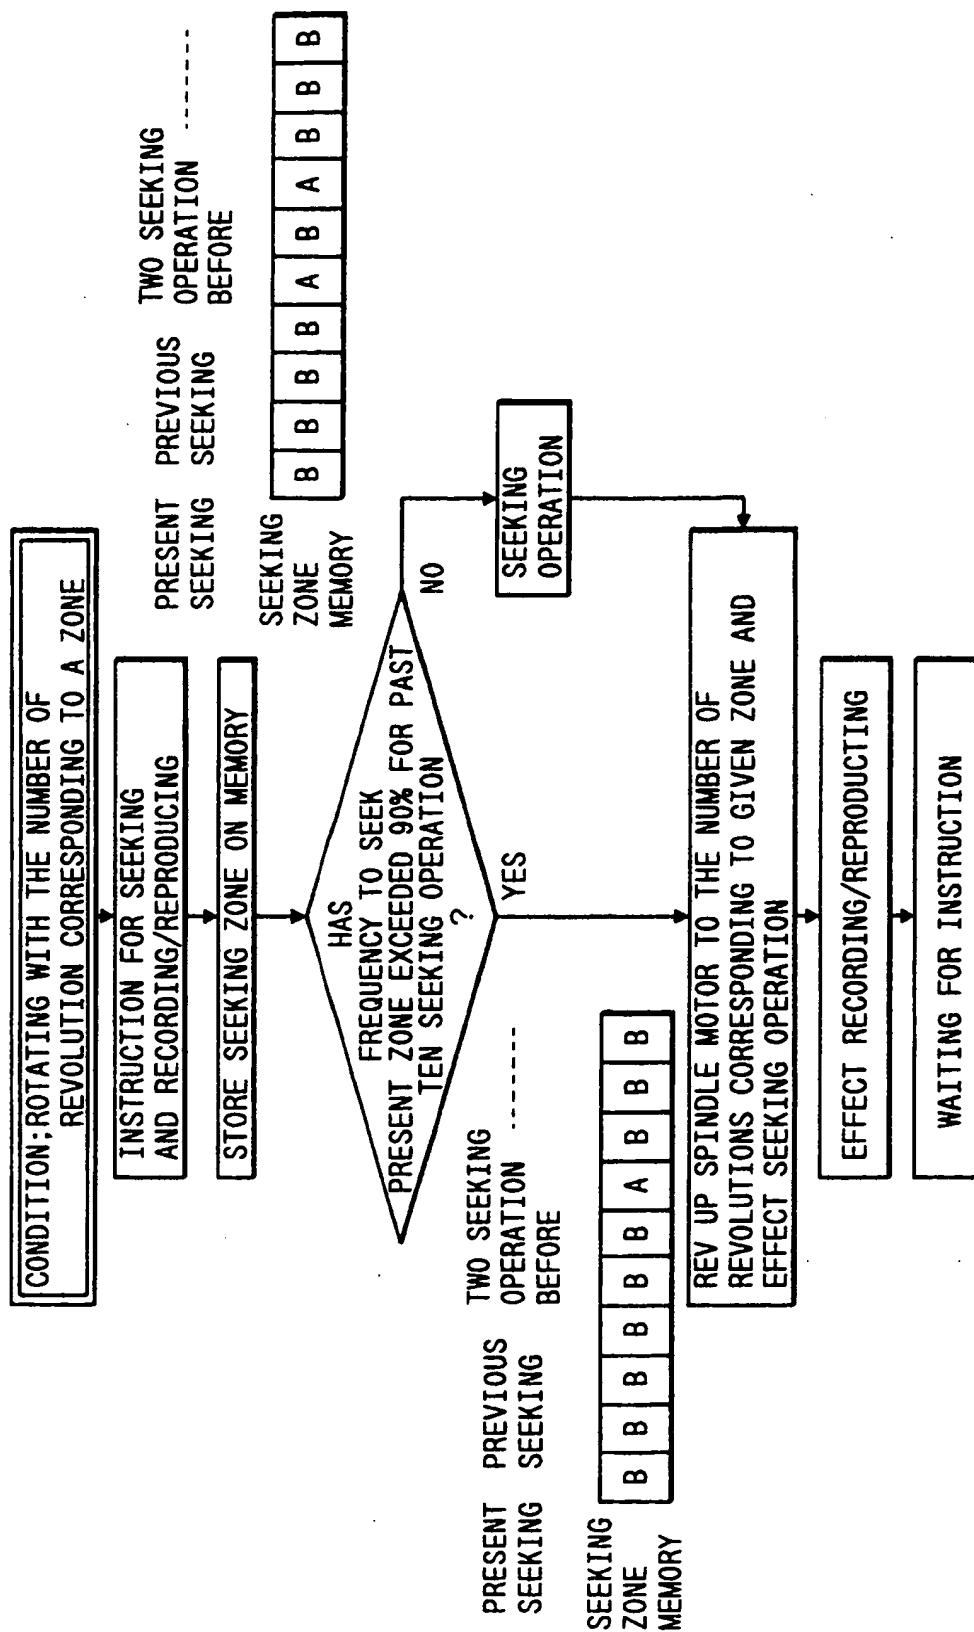 CONDITION;ROTATING WITH THE NUMBER OF
REVOLUTION CORRESPONDING TO A ZONE
INSTRUCTION FOR SEEKING
AND RECORDING/REPRODUCING
STORE SEEKING ZONE ON MEMORY
PRESENT SEEKING
PREVIOUS SEEKING
TWO SEEKING OPERATION BEFORE
SEEKING
ZONE
MEMORY
B B B B A B A B B B
HAS
FREQUENCY TO SEEK
PRESENT ZONE EXCEEDED 90% FOR PAST
TEN SEEKING OPERATION
?
NO
YES
SEEKING
OPERATION
PRESENT SEEKING
PREVIOUS SEEKING
TWO SEEKING OPERATION BEFORE
SEEKING
ZONE
MEMORY
B B B B B B A B B B
REV UP SPINDLE MOTOR TO THE NUMBER OF
REVOLUTIONS CORRESPONDING TO GIVEN ZONE AND
EFFECT SEEKING OPERATION
EFFECT RECORDING/REPRODUCING
WAITING FOR INSTRUCTION